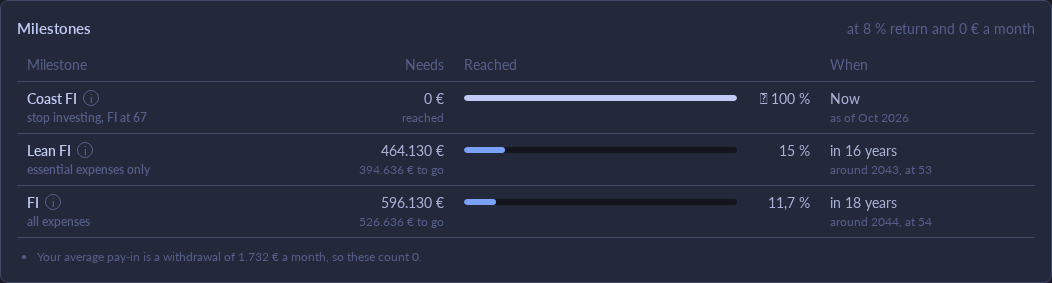 Milestones at 8 % return and 0 € a month
Milestone Needs Reached When
Coast FI 0 € 100 % Now
stop investing, FI at 67 reached as of Oct 2026
Lean FI 464.130 € 15 % in 16 years
essential expenses only 394.636 € to go around 2043, at 53
FI 596.130 € 11,7 % in 18 years
all expenses 526.636 € to go around 2044, at 54
• Your average pay-in is a withdrawal of 1.732 € a month, so these count 0.